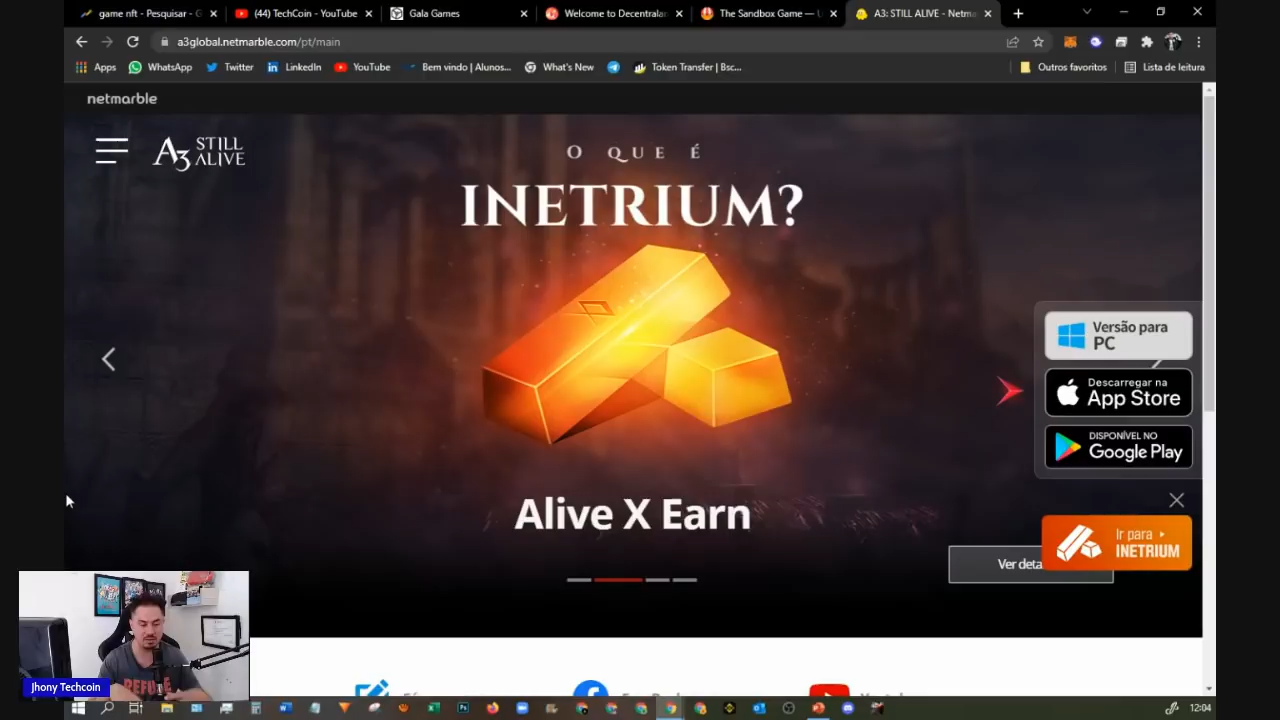 game nft - Pesquisar - G
(44) TechCoin - YouTube
Gala Games
Welcome to Decentralan
The Sandbox Game — U
A3: STILL ALIVE - Netma
a3global.netmarble.com/pt/main
Apps
WhatsApp
Twitter
LinkedIn
YouTube
Bem vindo | Alunos...
What's New
Token Transfer | Bsc...
Outros favoritos
Lista de leitura
netmarble
A3 STILL ALIVE
O QUE É
INETRIUM?
Versão para
PC
Descarregar na
App Store
DISPONÍVEL NO
Google Play
Alive X Earn
Ir para
INETRIUM
Ver deta
REFUSE
Jhony Techcoin
12:04